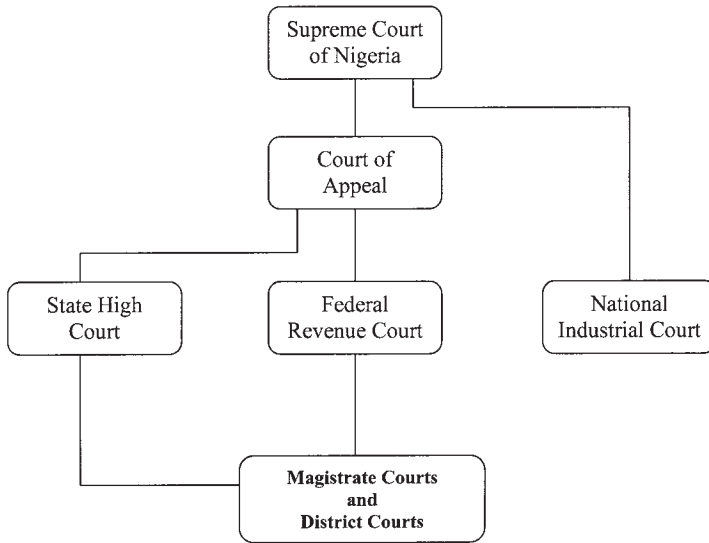 Supreme Court
of Nigeria
Court of
Appeal
State High
Court
Federal
Revenue Court
National
Industrial Court
Magistrate Courts
and
District Courts